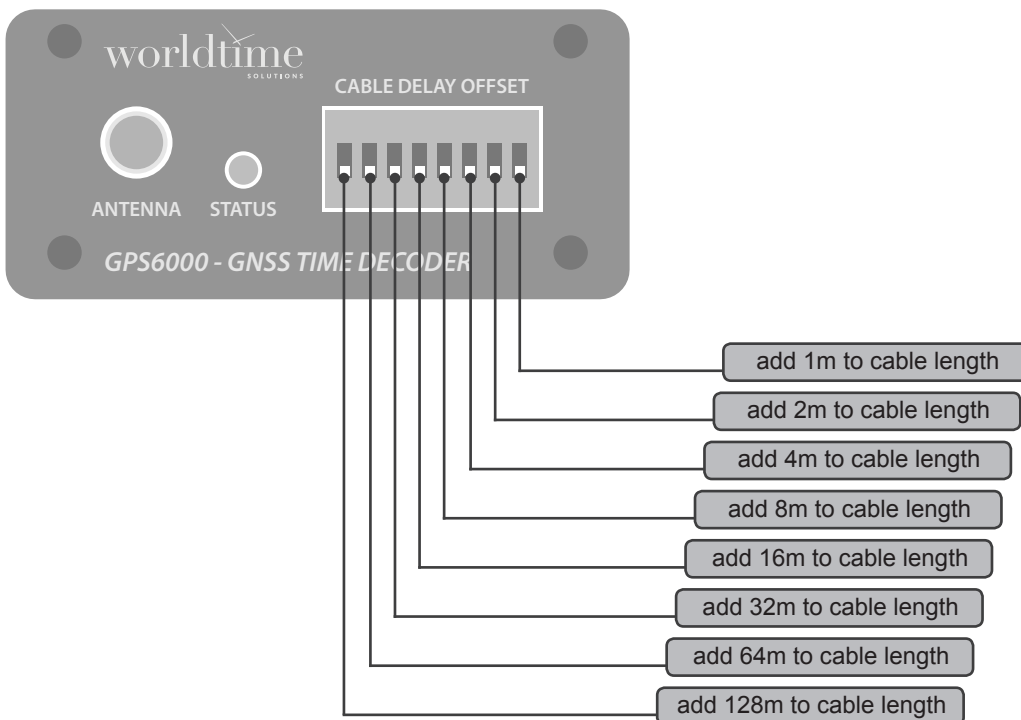 worldtime
SOLUTIONS
CABLE DELAY OFFSET
ANTENNA
STATUS
GPS6000 - GNSS TIME DECODER
add 1m to cable length
add 2m to cable length
add 4m to cable length
add 8m to cable length
add 16m to cable length
add 32m to cable length
add 64m to cable length
add 128m to cable length